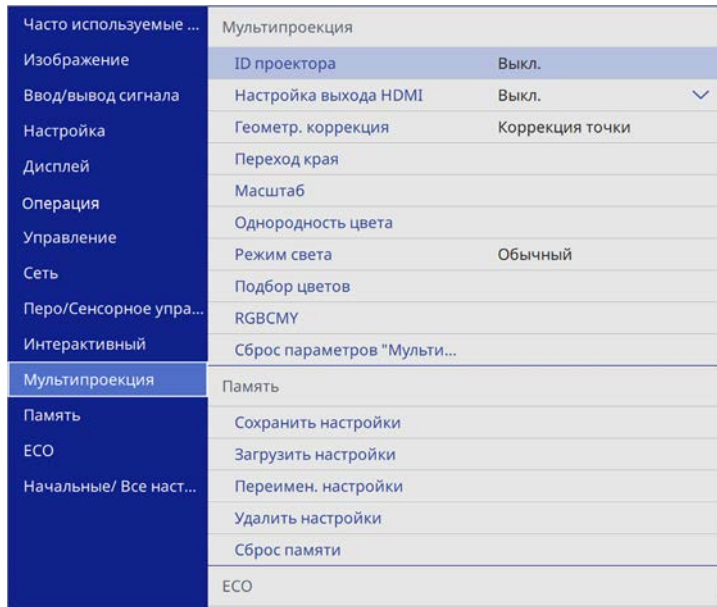 Часто используемые ...
Изображение
Ввод/вывод сигнала
Настройка
Дисплей
Операция
Управление
Сеть
Перо/Сенсорное упра...
Интерактивный
Мультипроекция
Память
ECO
Начальные/ Все наст...
Мультипроекция
ID проектора Выкл.
Настройка выхода HDMI Выкл.
Геометр. коррекция Коррекция точки
Переход края
Масштаб
Однородность цвета
Режим света Обычный
Подбор цветов
RGBCMY
Сброс параметров "Мульти...
Память
Сохранить настройки
Загрузить настройки
Переимен. настройки
Удалить настройки
Сброс памяти
ECO